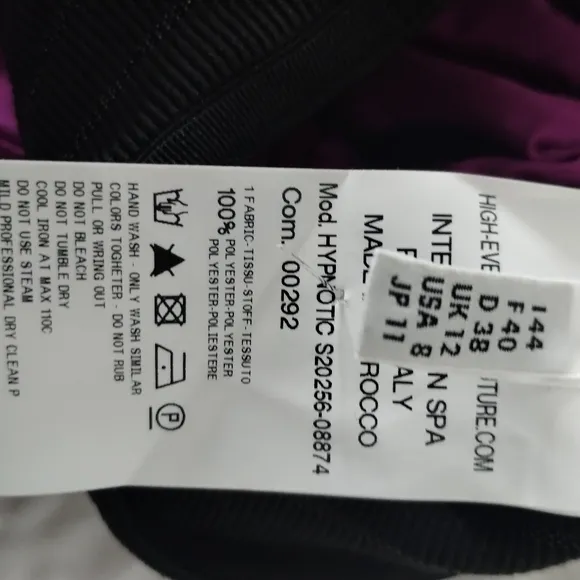 I 44
F 40
D 38
UK 12
USA 8
JP 11
HIGH-EVE TURE.COM
INTE N SPA
ALY
MADE ROCCO
Mod. HYPNOTIC S20256-08874
Com. 00292
1 FABRIC-TISSU-STOFF-TESSUTO
100% POLYESTER-POLYESTER
POLYESTER-POLIESTERE
P
HAND WASH - ONLY WASH SIMILAR
COLORS TOGHETER - DO NOT RUB
PULL OR WRING OUT
DO NOT BLEACH
DO NOT TUMBLE DRY
COOL IRON AT MAX 110C
DO NOT USE STEAM
MILD PROFESSIONAL DRY CLEAN P